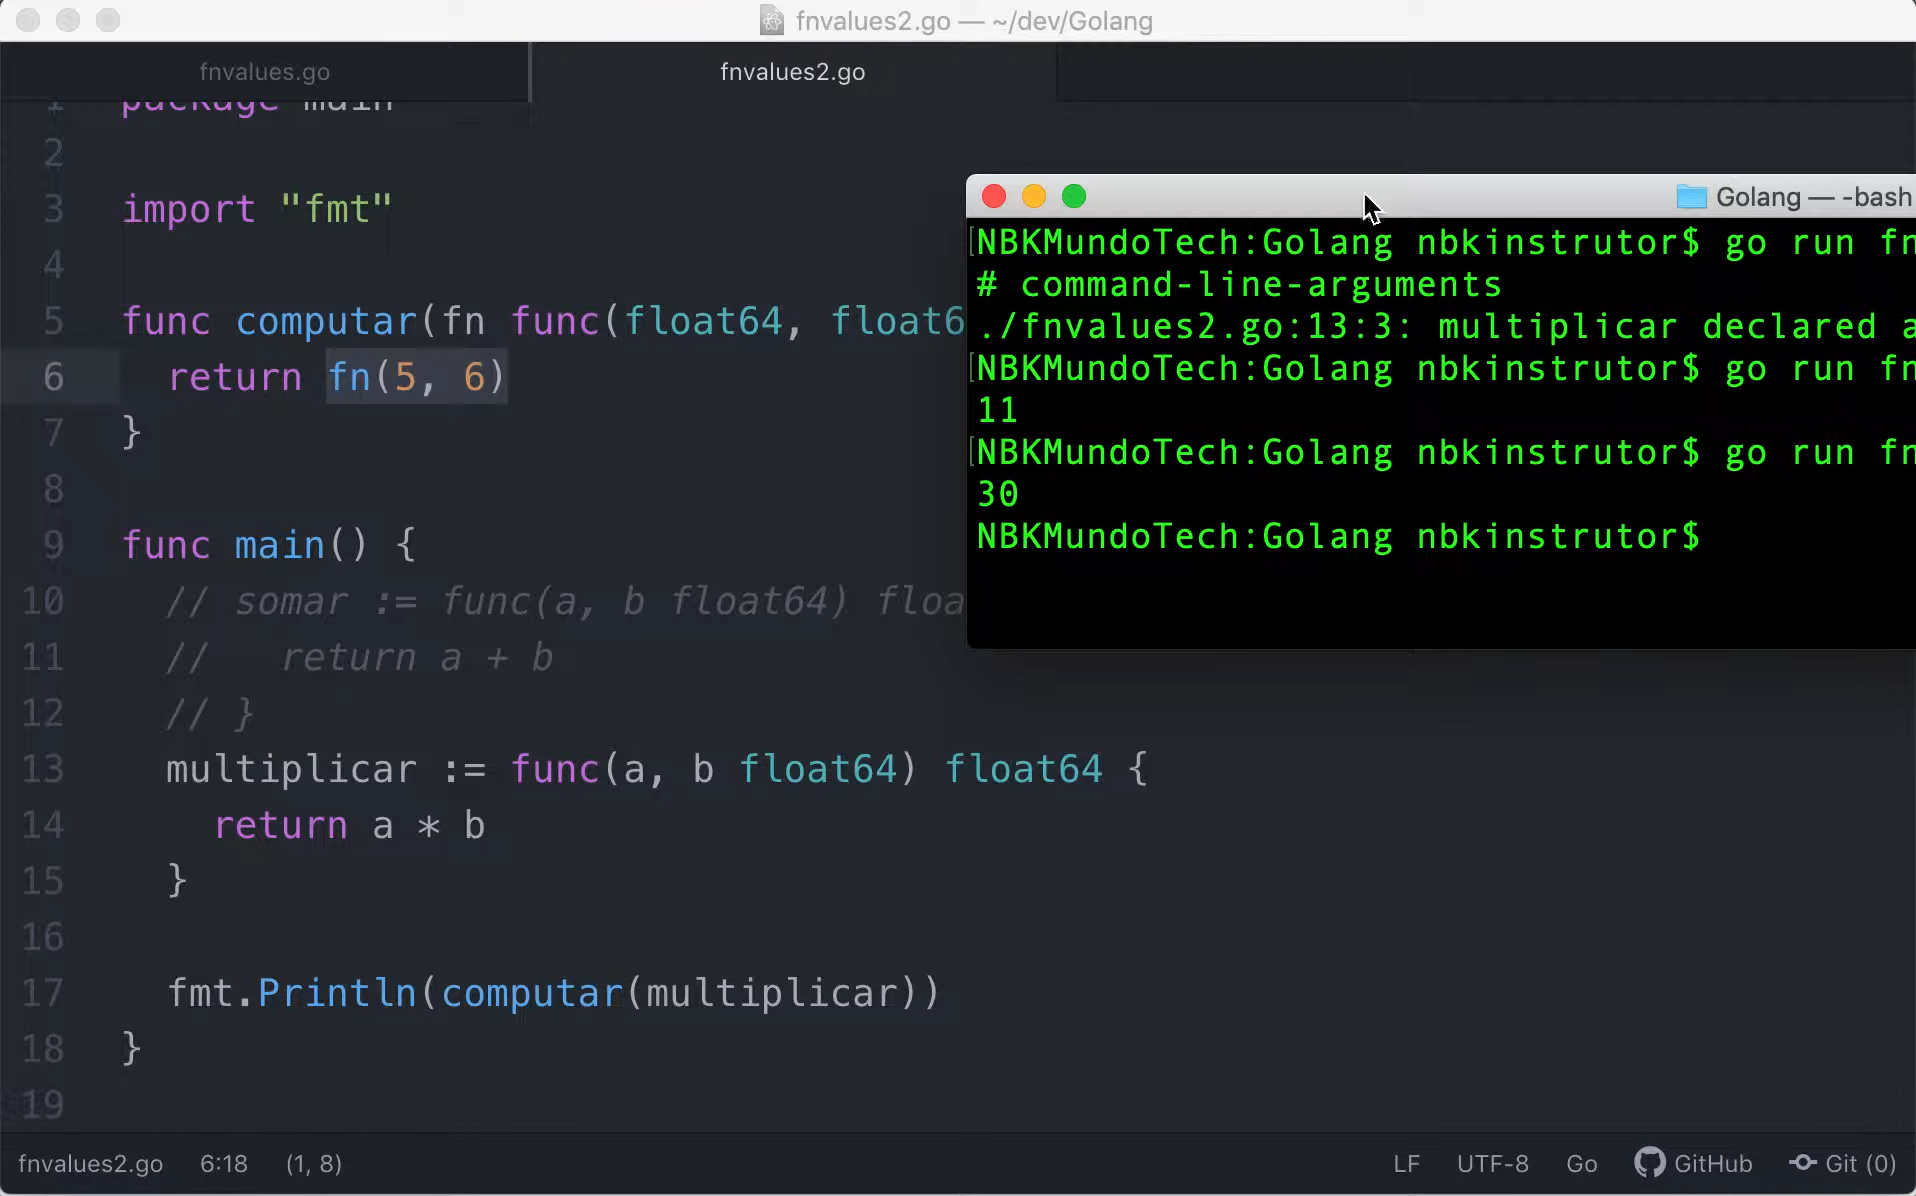 fnvalues2.go — ~/dev/Golang
fnvalues.go
fnvalues2.go
1 package main
2
3 import "fmt"
4
5 func computar(fn func(float64, float6
6 return fn(5, 6)
7 }
8
9 func main() {
10 // somar := func(a, b float64) floa
11 // return a + b
12 // }
13 multiplicar := func(a, b float64) float64 {
14 return a * b
15 }
16
17 fmt.Println(computar(multiplicar))
18 }
19
Golang — -bash
NBKMundoTech:Golang nbkinstrutor$ go run fn
# command-line-arguments
./fnvalues2.go:13:3: multiplicar declared a
NBKMundoTech:Golang nbkinstrutor$ go run fn
11
NBKMundoTech:Golang nbkinstrutor$ go run fn
30
NBKMundoTech:Golang nbkinstrutor$
fnvalues2.go 6:18 (1, 8) LF UTF-8 Go GitHub Git (0)